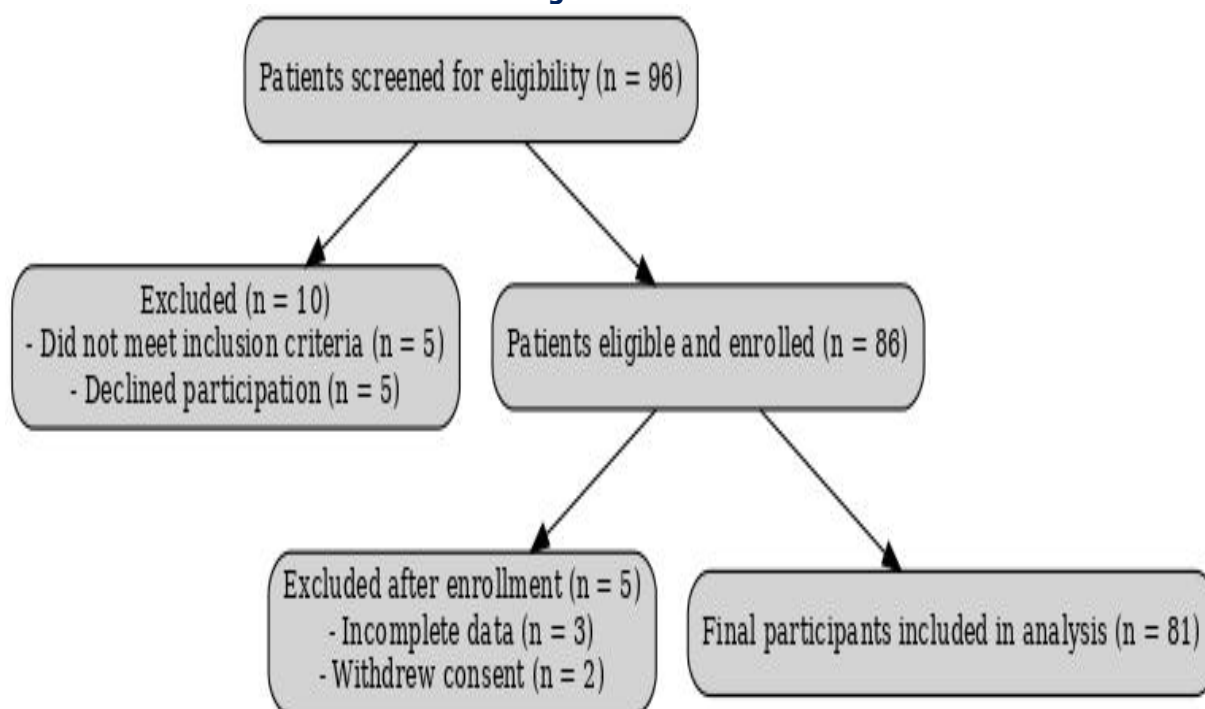 Patients screened for eligibility (n = 96)
Excluded (n = 10)
- Did not meet inclusion criteria (n = 5)
- Declined participation (n = 5)
Patients eligible and enrolled (n = 86)
Excluded after enrollment (n = 5)
- Incomplete data (n = 3)
- Withdrew consent (n = 2)
Final participants included in analysis (n = 81)